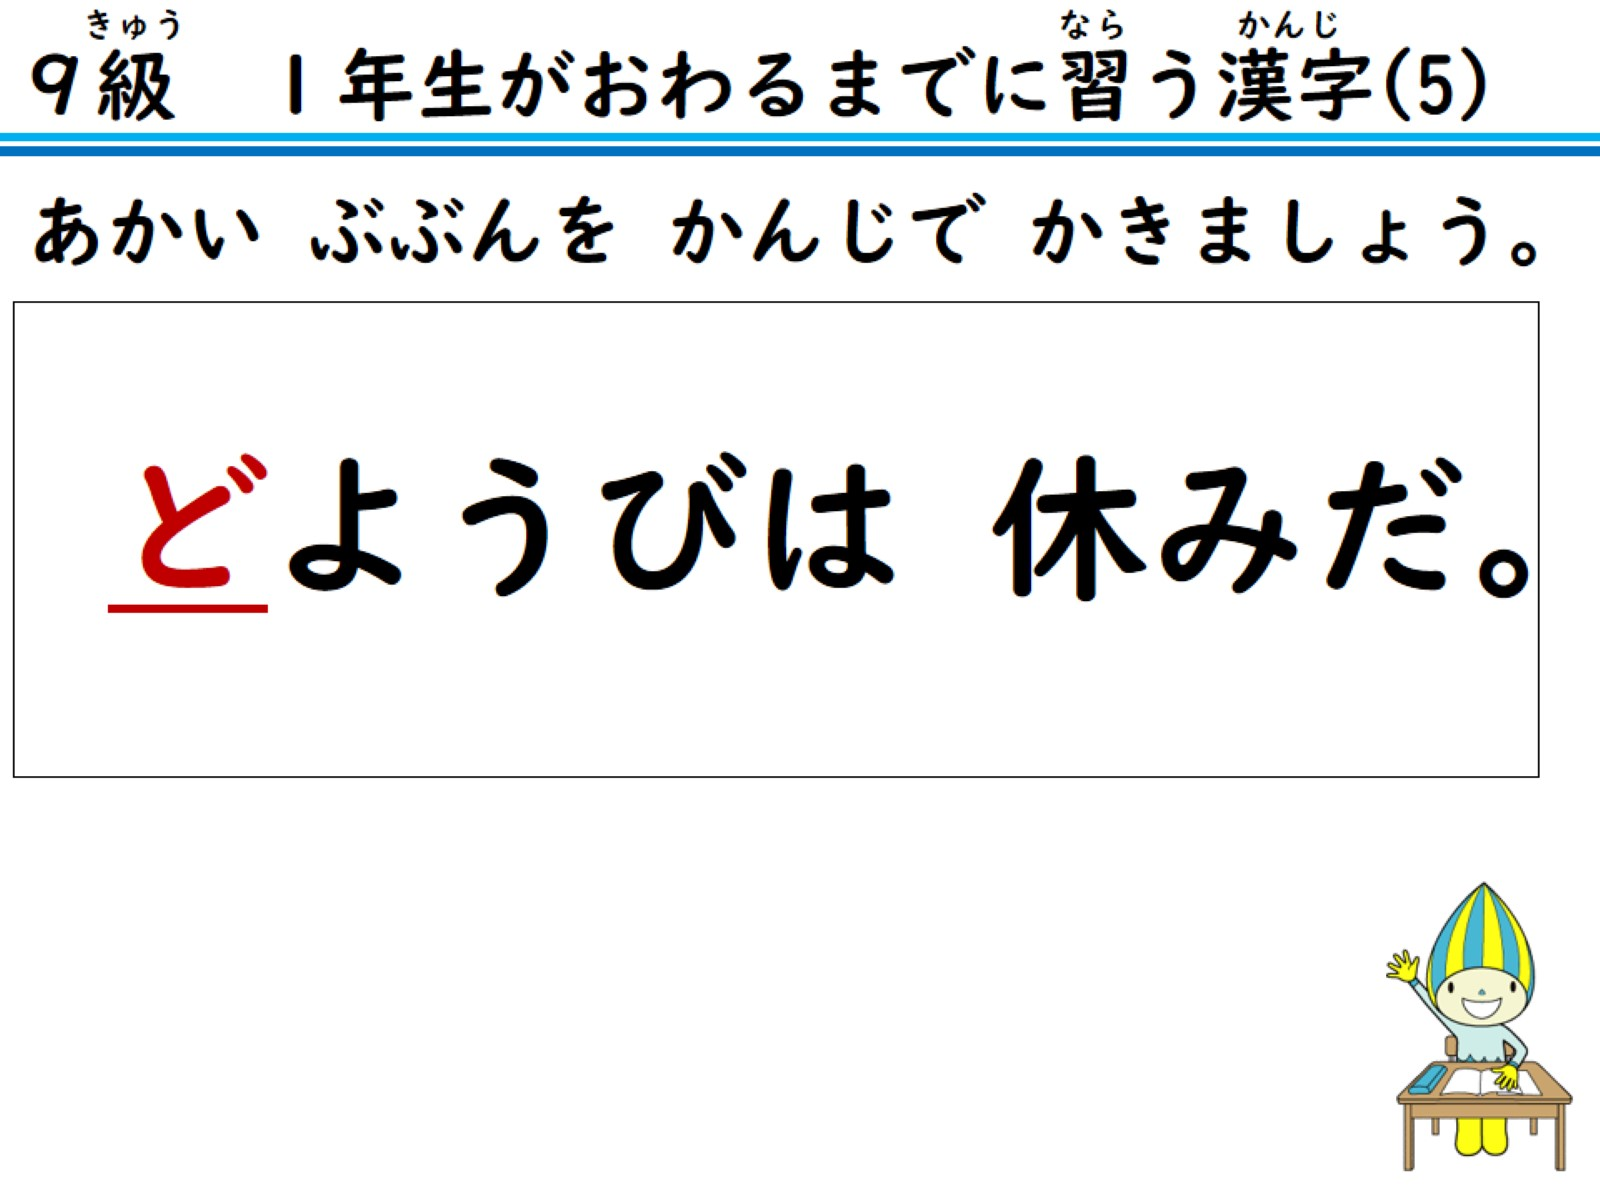 きゅう なら かんじ
9級 1年生がおわるまでに習う漢字(5)
あかい ぶぶんを かんじで かきましょう。
どようびは 休みだ。